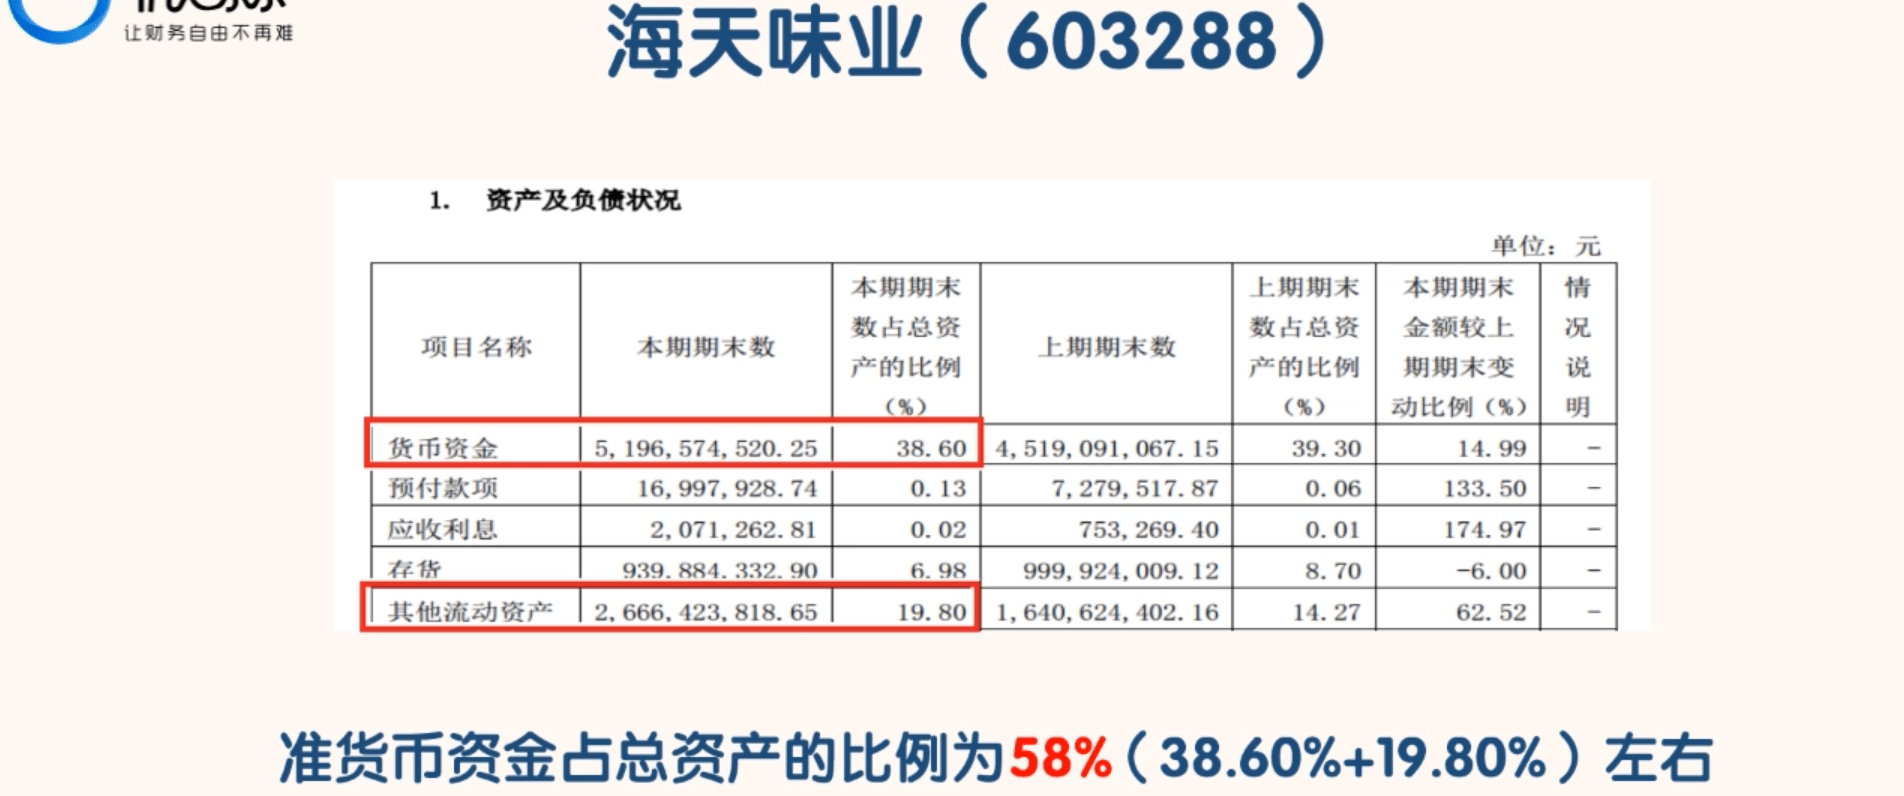 让财务自由不再难
海天味业（603288）
1. 资产及负债状况
单位：元
项目名称 本期期末数 本期期末数占总资产的比例（%） 上期期末数 上期期末数占总资产的比例（%） 本期期末金额较上期期末变动比例（%） 情况说明
货币资金 5,196,574,520.25 38.60 4,519,091,067.15 39.30 14.99 -
预付款项 16,997,928.74 0.13 7,279,517.87 0.06 133.50 -
应收利息 2,071,262.81 0.02 753,269.40 0.01 174.97 -
存货 939,884,332.90 6.98 999,924,009.12 8.70 -6.00 -
其他流动资产 2,666,423,818.65 19.80 1,640,624,402.16 14.27 62.52 -
准货币资金占总资产的比例为58%（38.60%+19.80%）左右